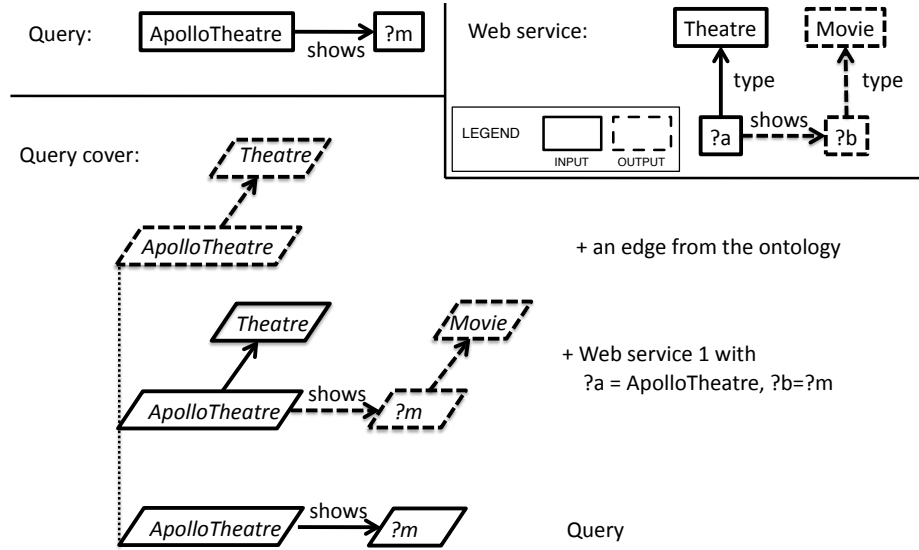 Query:
ApolloTheatre
shows
?m
Web service:
Theatre
Movie
type
type
?a
shows
?b
LEGEND
INPUT
OUTPUT
Query cover:
Theatre
ApolloTheatre
+ an edge from the ontology
Theatre
Movie
ApolloTheatre
shows
?m
+ Web service 1 with
?a = ApolloTheatre, ?b=?m
ApolloTheatre
shows
?m
Query